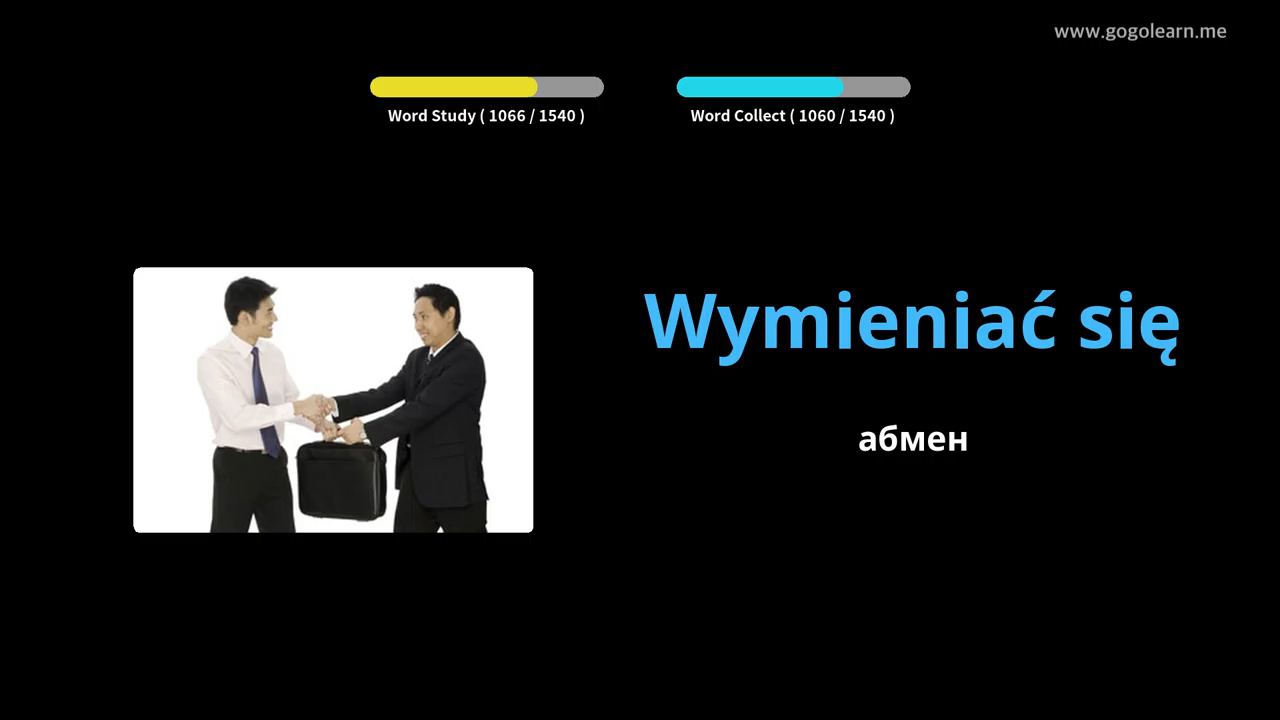 www.gogolearn.me
Word Study ( 1066 / 1540 )
Word Collect ( 1060 / 1540 )
Wymieniać się
абмен